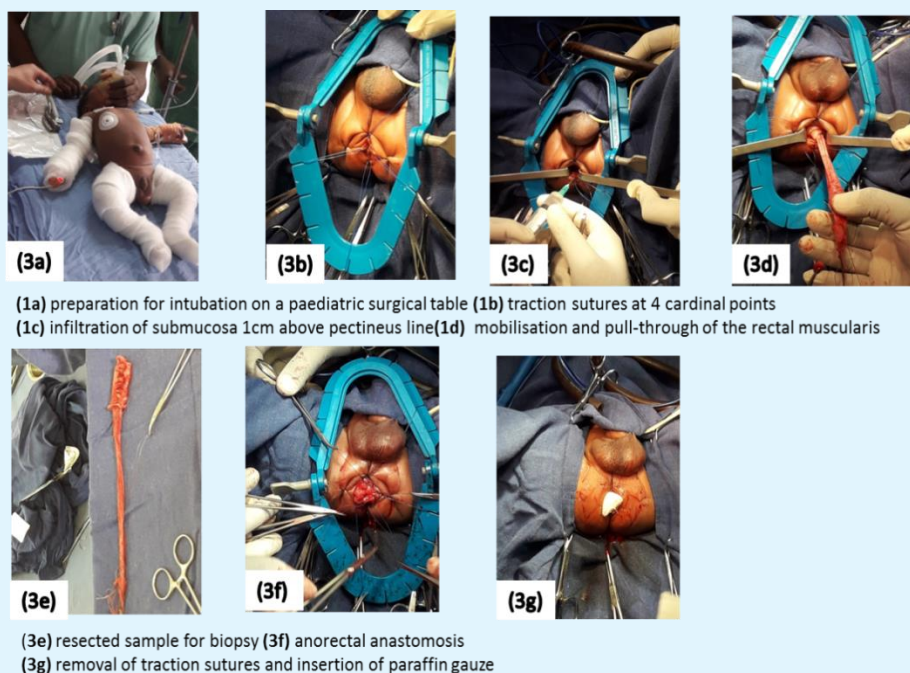 (3a)
(3b)
(3c)
(3d)
(1a) preparation for intubation on a paediatric surgical table (1b) traction sutures at 4 cardinal points
(1c) infiltration of submucosa 1cm above pectineus line(1d) mobilisation and pull-through of the rectal muscularis
(3e)
(3f)
(3g)
(3e) resected sample for biopsy (3f) anorectal anastomosis
(3g) removal of traction sutures and insertion of paraffin gauze